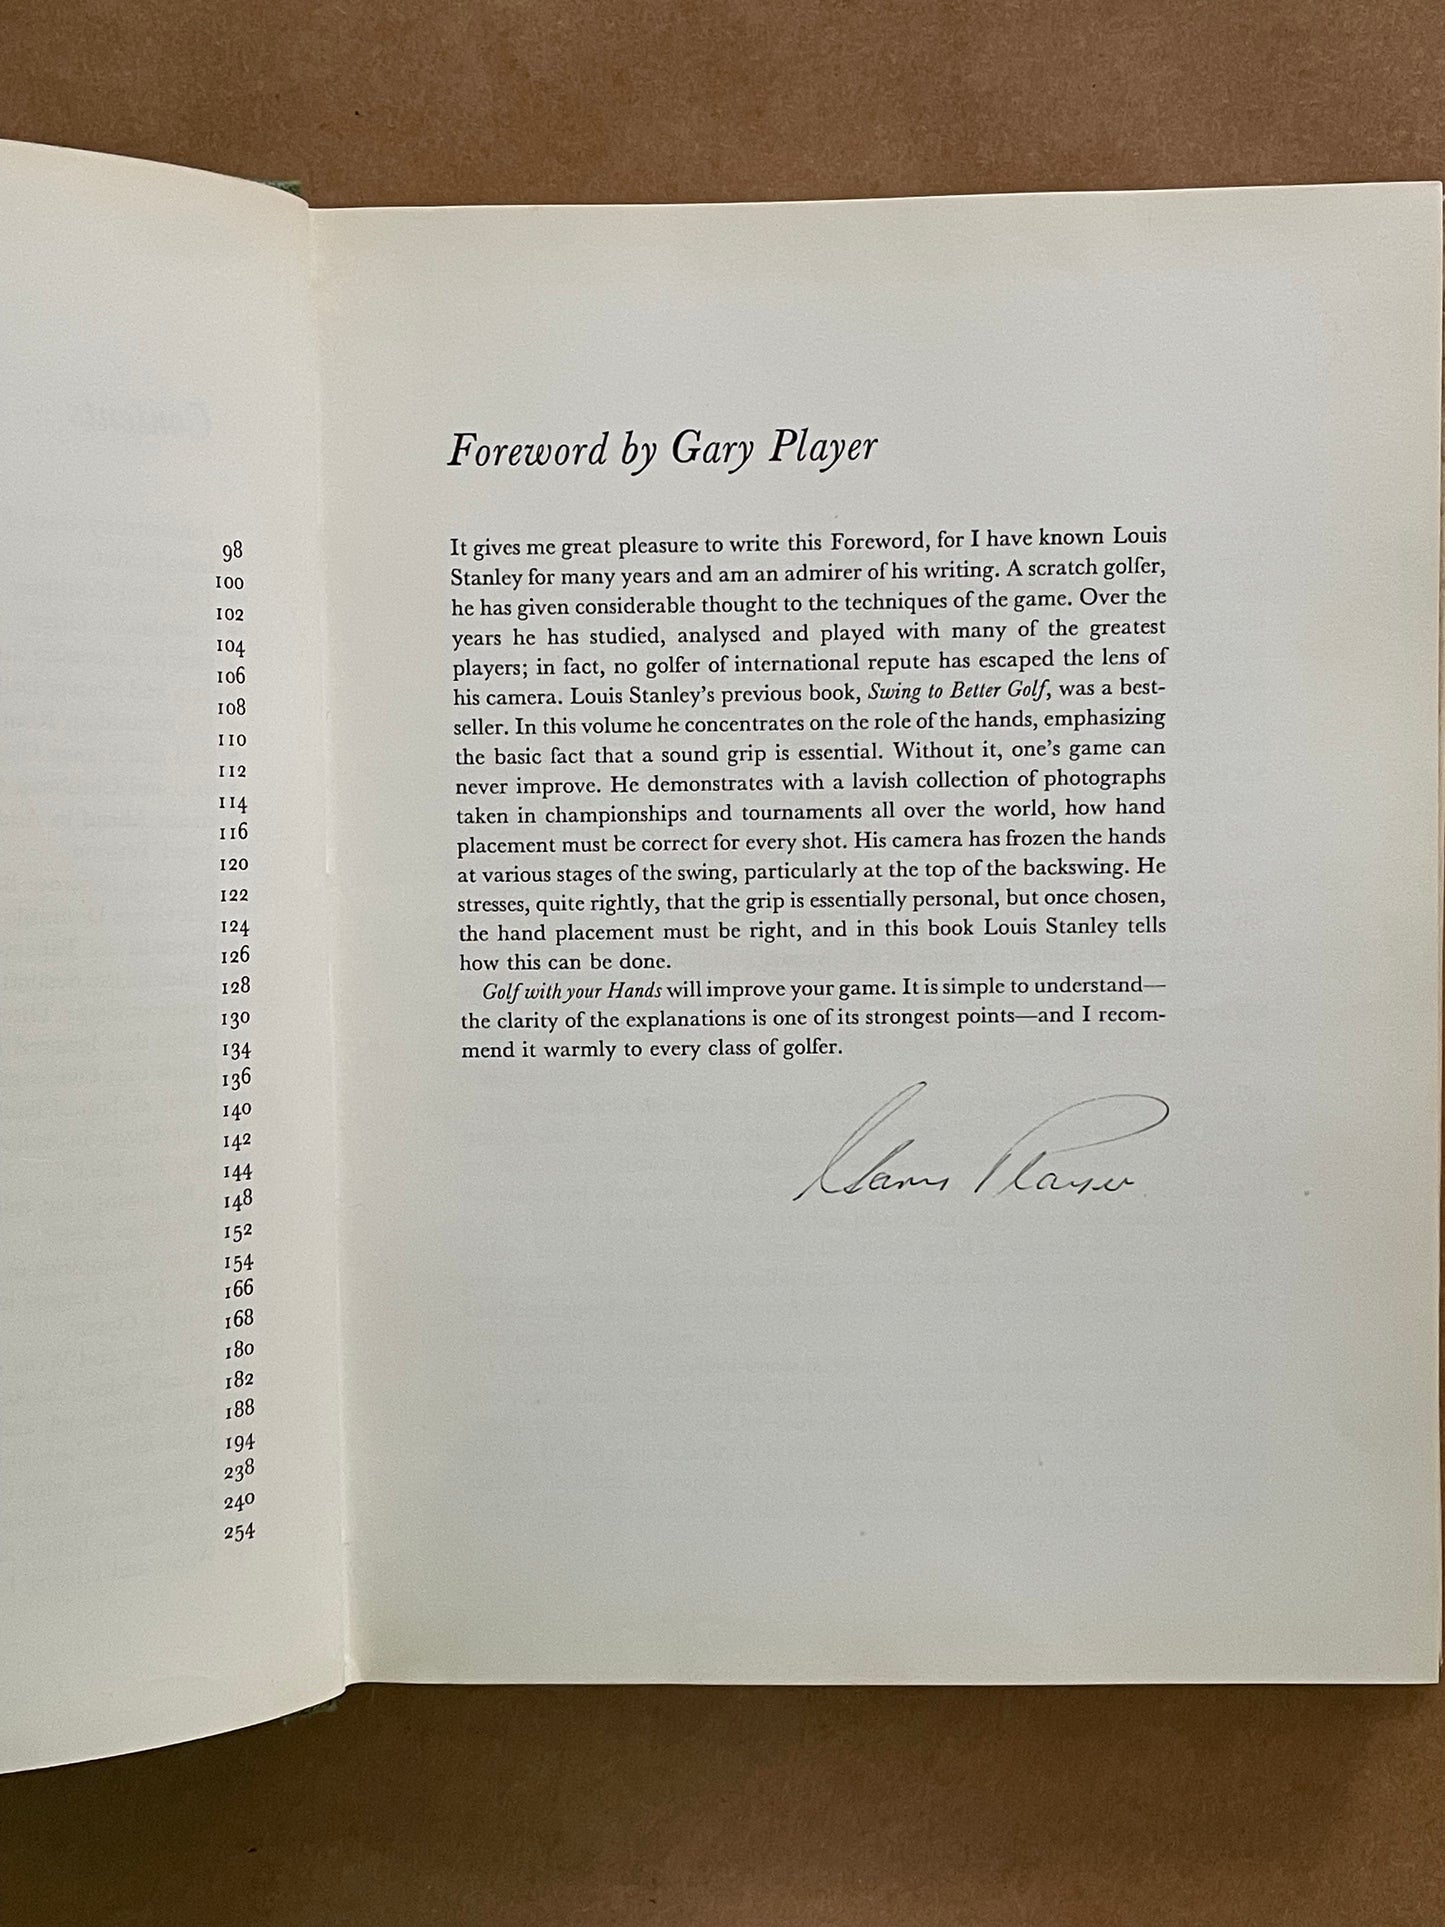 98
100
102
104
106
108
110
112
114
116
120
122
124
126
128
130
134
136
140
142
144
148
152
154
166
168
180
182
188
194
238
240
254
Foreword by Gary Player
It gives me great pleasure to write this Foreword, for I have known Louis
Stanley for many years and am an admirer of his writing. A scratch golfer,
he has given considerable thought to the techniques of the game. Over the
years he has studied, analysed and played with many of the greatest
players; in fact, no golfer of international repute has escaped the lens of
his camera. Louis Stanley's previous book, Swing to Better Golf, was a best-
seller. In this volume he concentrates on the role of the hands, emphasizing
the basic fact that a sound grip is essential. Without it, one's game can
never improve. He demonstrates with a lavish collection of photographs
taken in championships and tournaments all over the world, how hand
placement must be correct for every shot. His camera has frozen the hands
at various stages of the swing, particularly at the top of the backswing. He
stresses, quite rightly, that the grip is essentially personal, but once chosen,
the hand placement must be right, and in this book Louis Stanley tells
how this can be done.
Golf with your Hands will improve your game. It is simple to understand—
the clarity of the explanations is one of its strongest points—and I recom-
mend it warmly to every class of golfer.
Gary Player